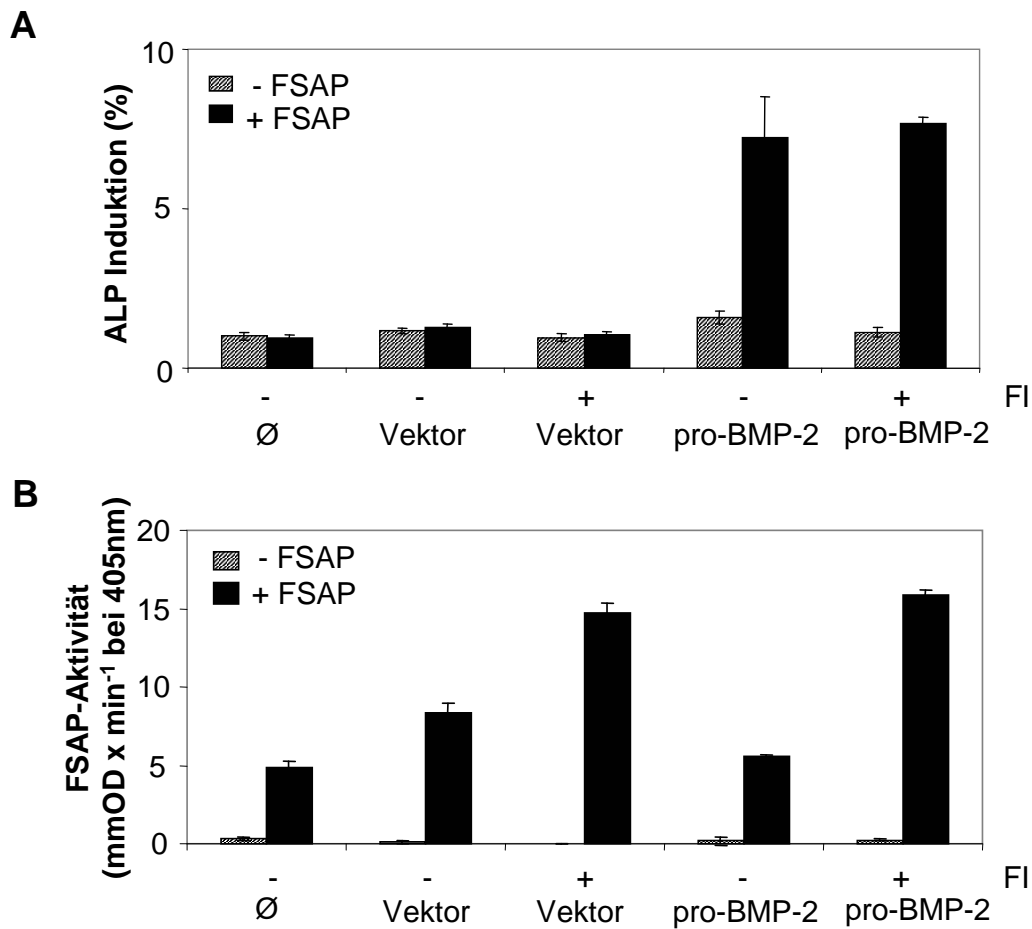 A
10
- FSAP
+ FSAP
ALP Induktion (%)
5
0
- - + - + FI
Ø Vektor Vektor pro-BMP-2 pro-BMP-2
B
20
- FSAP
+ FSAP
FSAP-Aktivität
(mmOD x min⁻¹ bei 405nm)
15
10
5
0
- - + - + FI
Ø Vektor Vektor pro-BMP-2 pro-BMP-2